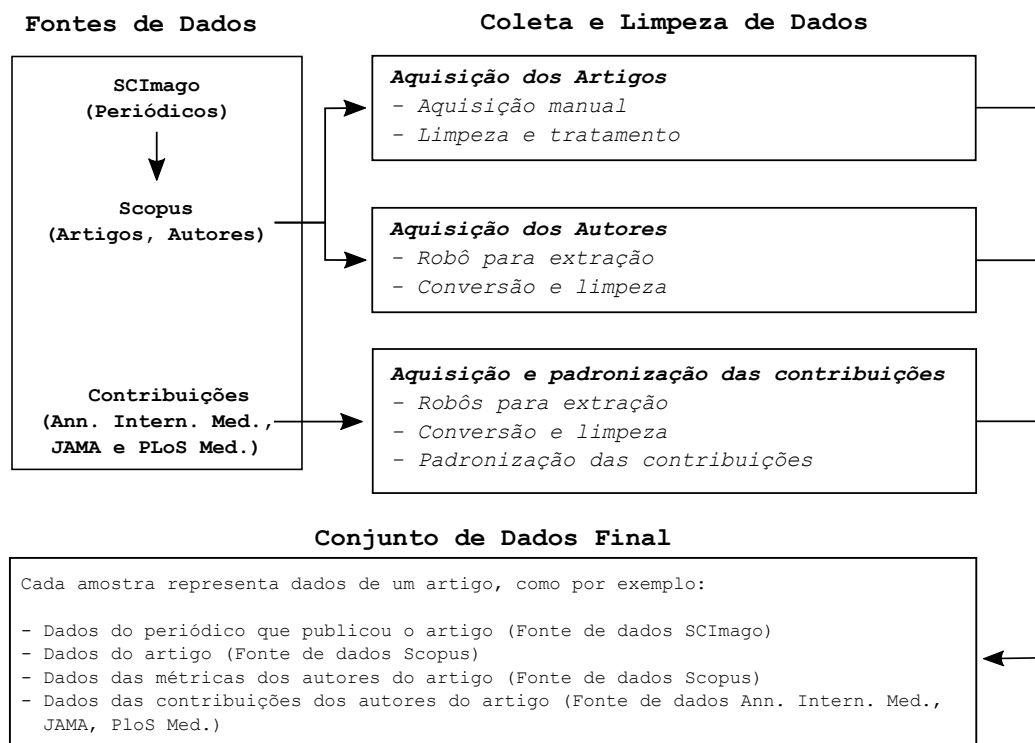 Fontes de Dados
SCImago
(Periódicos)
Scopus
(Artigos, Autores)
Contribuições
(Ann. Intern. Med.,
JAMA e PLoS Med.)
Coleta e Limpeza de Dados
Aquisição dos Artigos
- Aquisição manual
- Limpeza e tratamento
Aquisição dos Autores
- Robô para extração
- Conversão e limpeza
Aquisição e padronização das contribuições
- Robôs para extração
- Conversão e limpeza
- Padronização das contribuições
Conjunto de Dados Final
Cada amostra representa dados de um artigo, como por exemplo:
- Dados do periódico que publicou o artigo (Fonte de dados SCImago)
- Dados do artigo (Fonte de dados Scopus)
- Dados das métricas dos autores do artigo (Fonte de dados Scopus)
- Dados das contribuições dos autores do artigo (Fonte de dados Ann. Intern. Med.,
JAMA, PloS Med.)